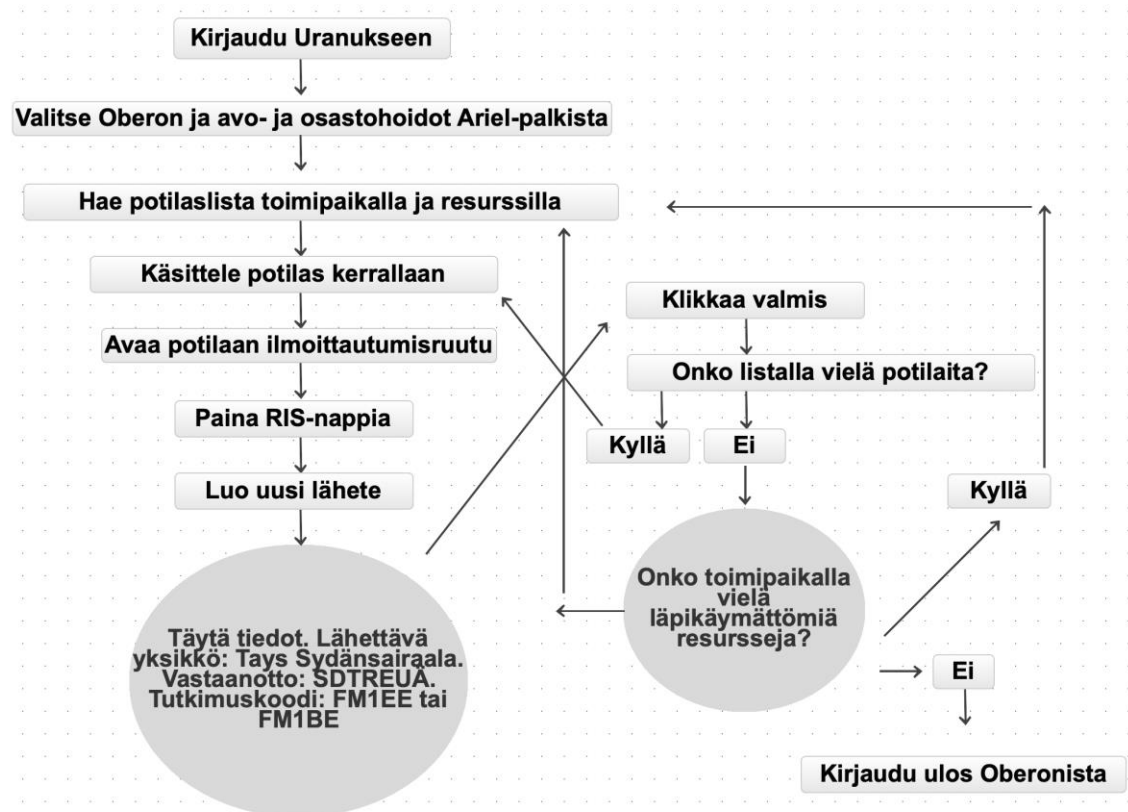 Kirjaudu Uranukseen
Valitse Oberon ja avo- ja osastohoidot Ariel-palkista
Hae potilaslista toimipaikalla ja resurssilla
Käsittele potilas kerrallaan
Avaa potilaan ilmoittautumisruutu
Paina RIS-nappia
Luo uusi lähete
Täytä tiedot. Lähettävä
yksikkö: Tays Sydänsairaala.
Vastaanotto: SDTREUÄ.
Tutkimuskoodi: FM1EE tai
FM1BE
Klikkaa valmis
Onko listalla vielä potilaita?
Kyllä
Ei
Onko toimipaikalla
vielä
läpikäymättömiä
resursseja?
Kyllä
Ei
Kirjaudu ulos Oberonista